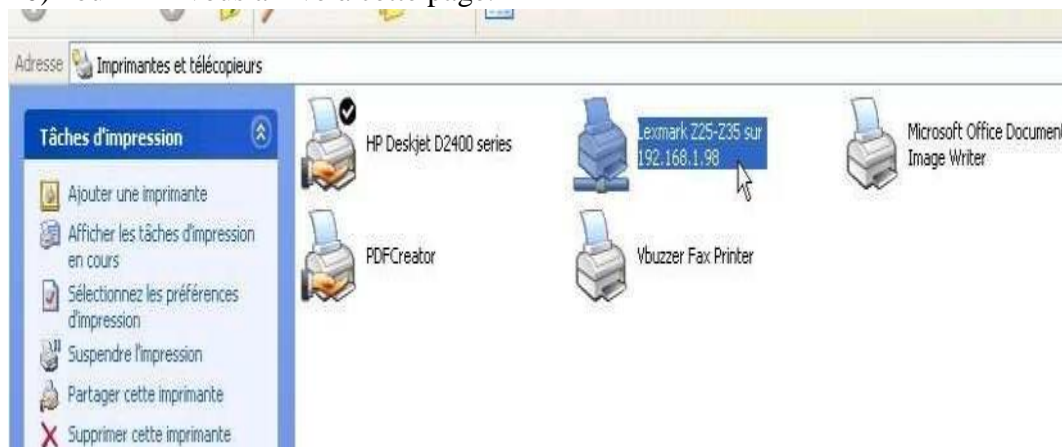 Adresse Imprimantes et télécopieurs
Tâches d'impression
Ajouter une imprimante
Afficher les tâches d'impression
en cours
Sélectionnez les préférences
d'impression
Suspendre l'impression
Partager cette imprimante
Supprimer cette imprimante
HP Deskjet D2400 series
Lexmark Z25-Z35 sur
192.168.1.98
Microsoft Office Document
Image Writer
PDFCreator
Vbuzzer Fax Printer